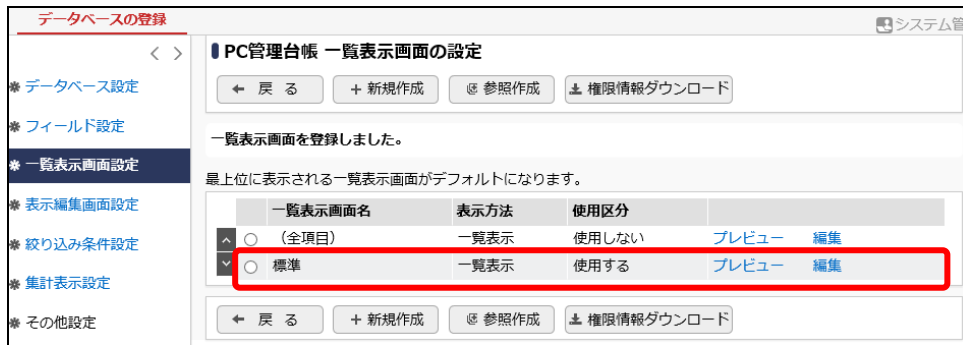 データベースの登録
システム管
< >
PC管理台帳 一覧表示画面の設定
← 戻 る + 新規作成 参照作成 権限情報ダウンロード
データベース設定
フィールド設定
一覧表示画面を登録しました。
一覧表示画面設定
最上位に表示される一覧表示画面がデフォルトになります。
表示編集画面設定
一覧表示画面名 表示方法 使用区分
絞り込み条件設定
(全項目) 一覧表示 使用しない プレビュー 編集
標準 一覧表示 使用する プレビュー 編集
集計表示設定
その他設定
← 戻 る + 新規作成 参照作成 権限情報ダウンロード